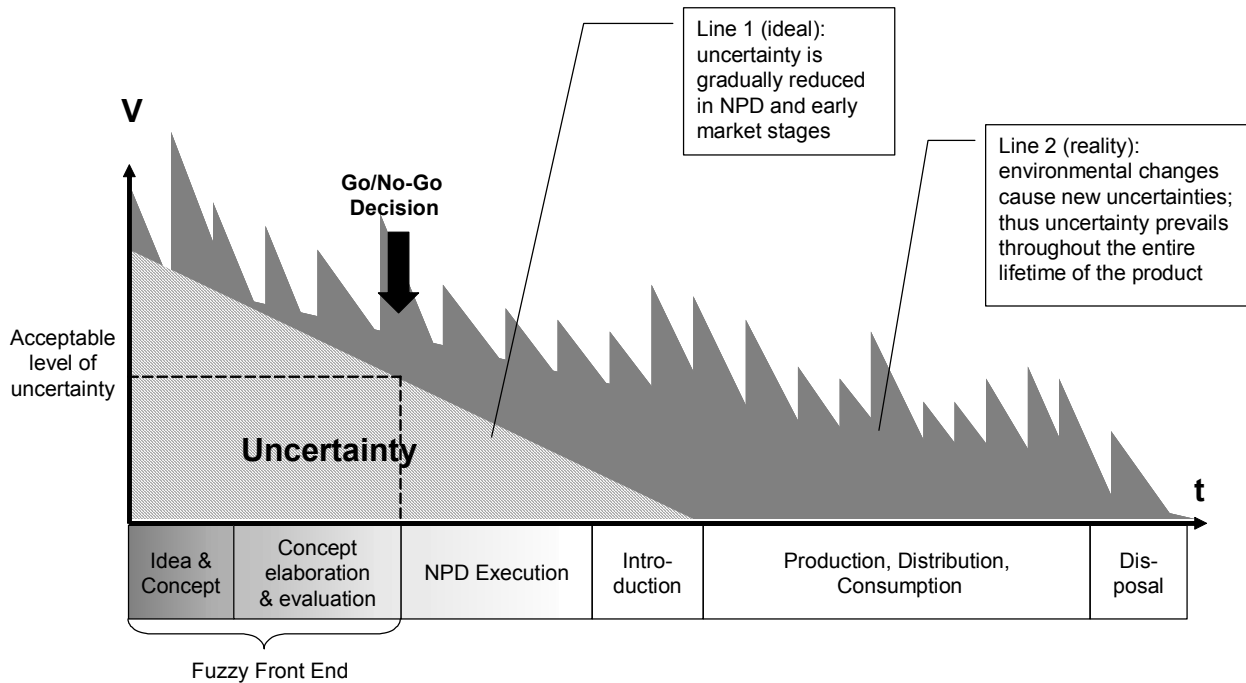 Line 1 (ideal):
uncertainty is
gradually reduced
in NPD and early
market stages
V
Line 2 (reality):
environmental changes
cause new uncertainties;
thus uncertainty prevails
throughout the entire
lifetime of the product
Go/No-Go
Decision
Acceptable
level of
uncertainty
Uncertainty
t
Idea &
Concept
Concept
elaboration
& evaluation
NPD Execution
Intro-
duction
Production, Distribution,
Consumption
Dis-
posal
Fuzzy Front End